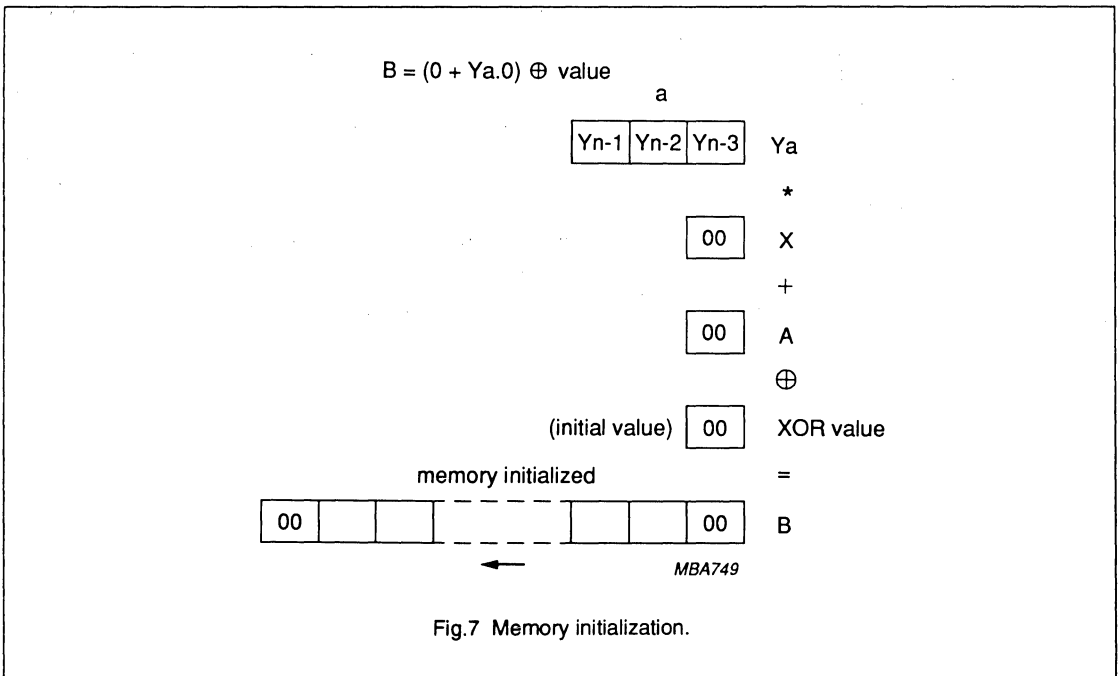 B = (0 + Ya.0) ⊕ value
a
Yn-1 Yn-2 Yn-3 Ya
*
00 X
+
00 A
⊕
(initial value) 00 XOR value
memory initialized =
00 00 B
MBA749
Fig.7 Memory initialization.